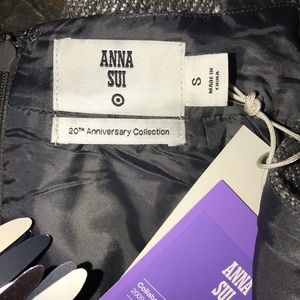 ANNA
SUI
S
MADE IN
CHINA
20TH Anniversary Collection
ANNA
SUI